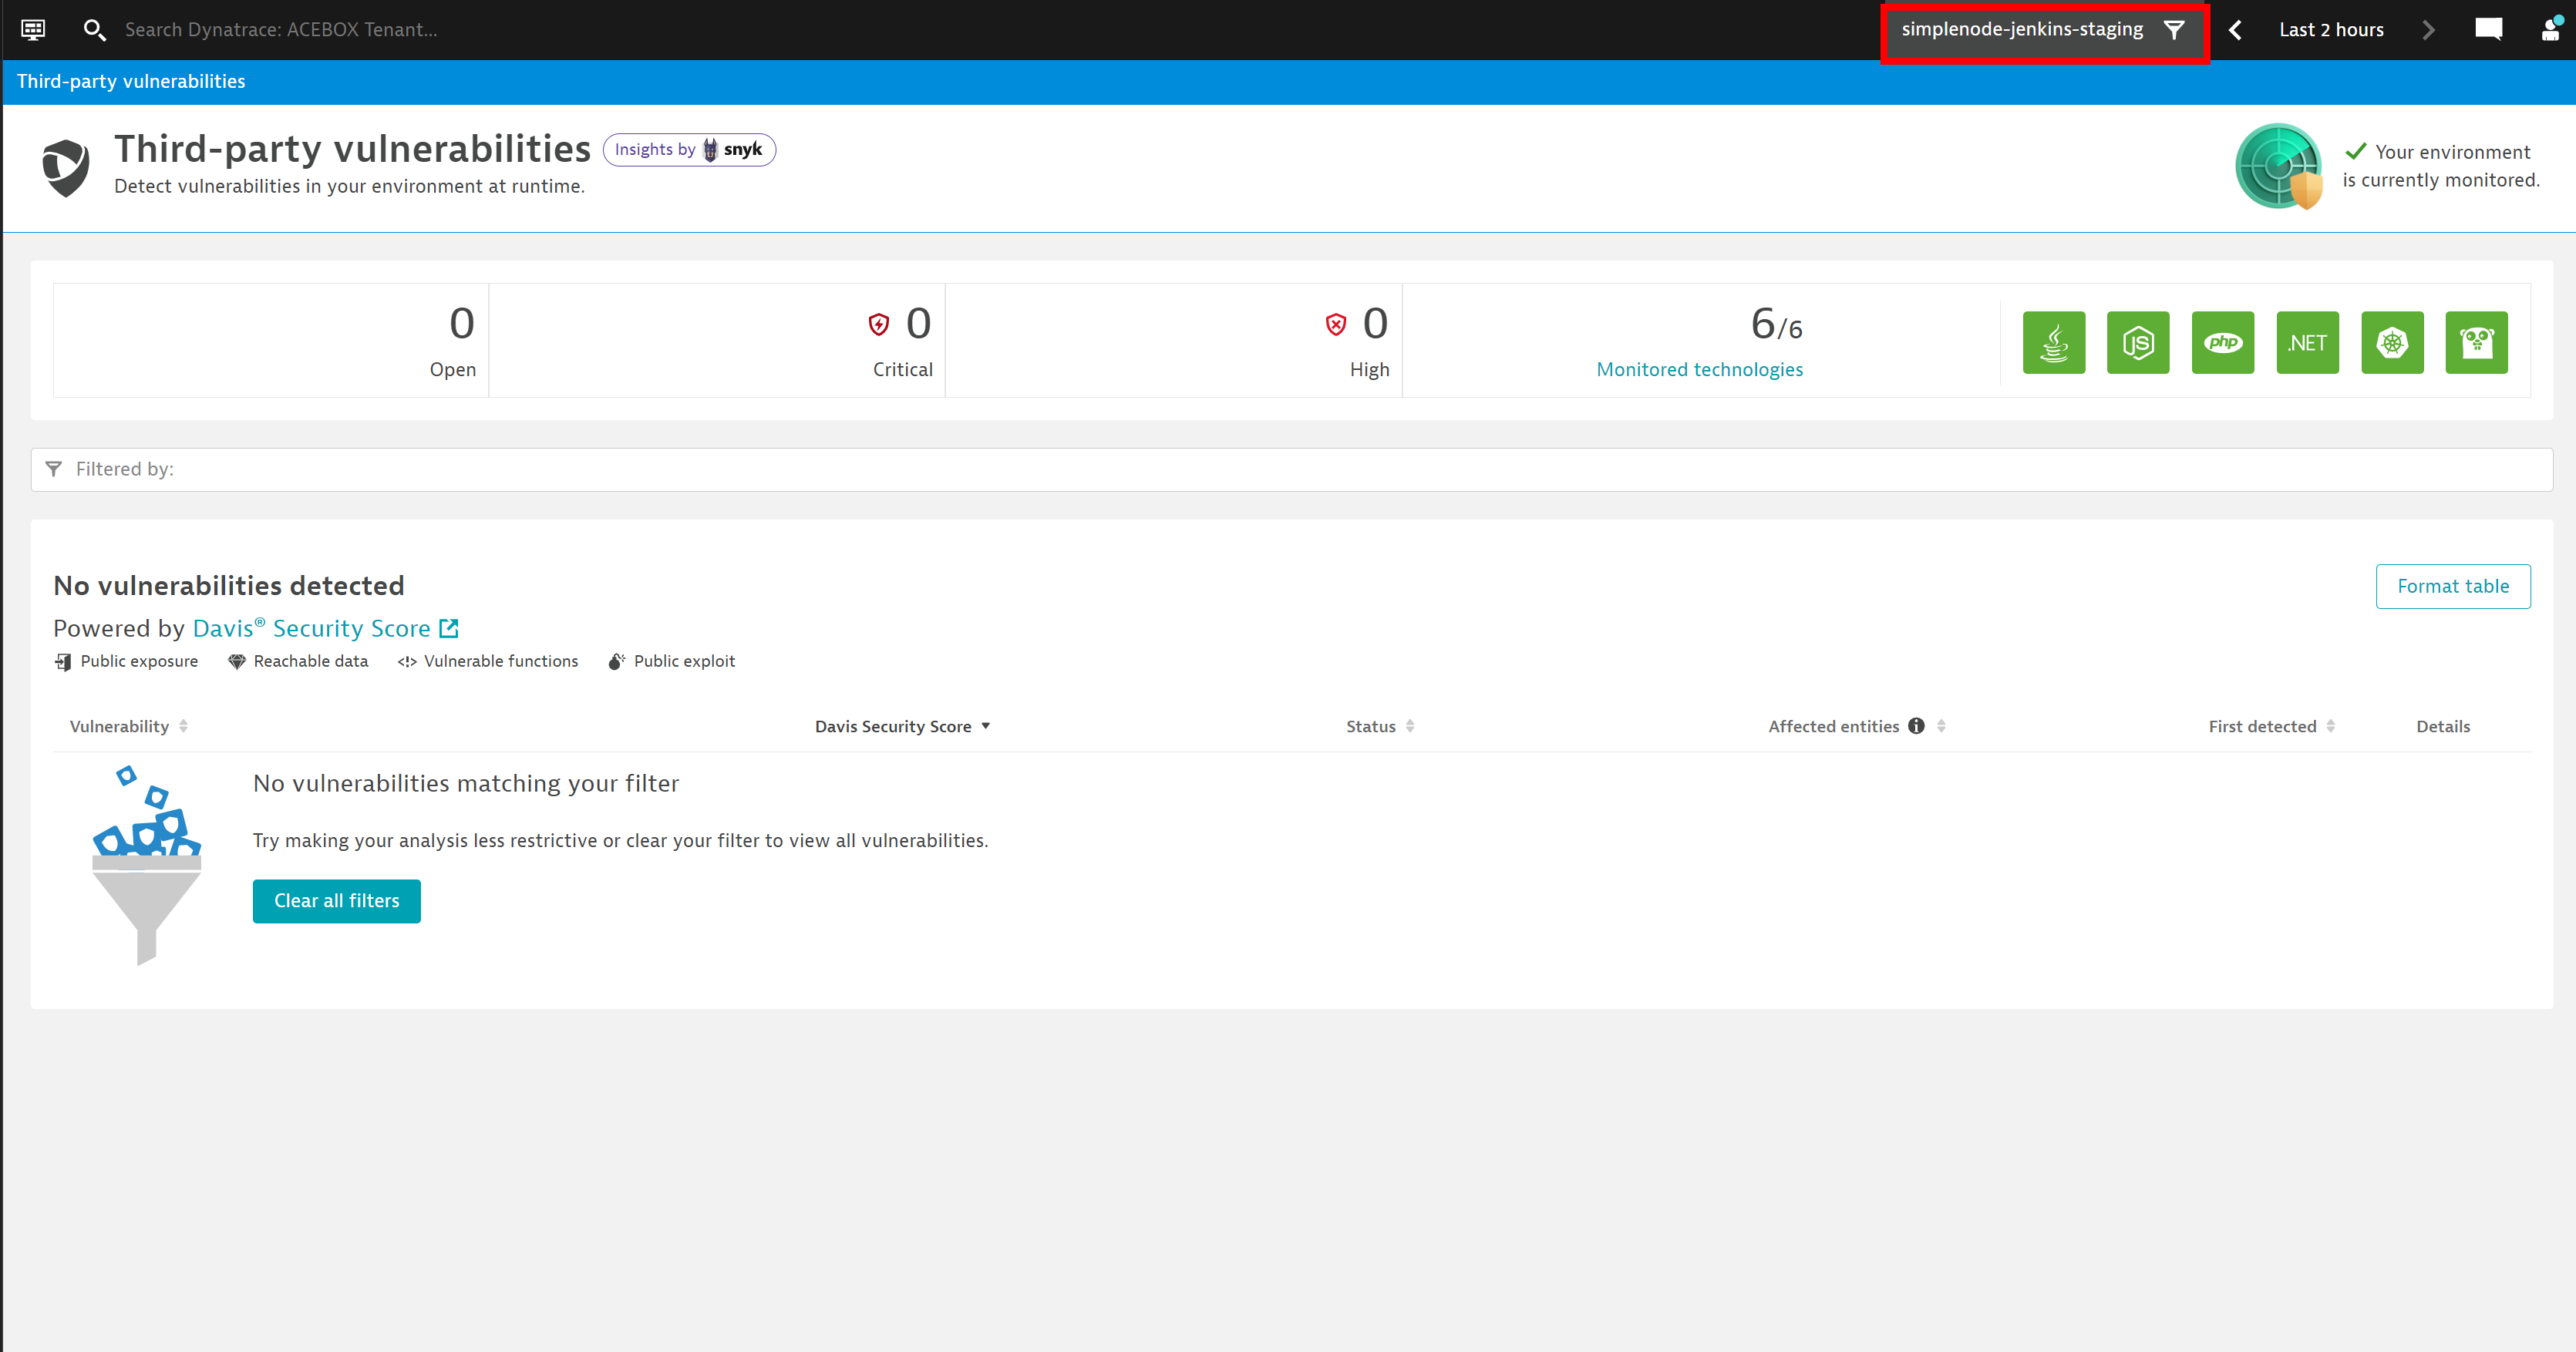 Search Dynatrace: ACEBOX Tenant...
simplenode-jenkins-staging
Last 2 hours
Third-party vulnerabilities
Third-party vulnerabilities
Insights by snyk
Detect vulnerabilities in your environment at runtime.
Your environment
is currently monitored.
0
Open
0
Critical
0
High
6/6
Monitored technologies
JS
php
.NET
Filtered by:
No vulnerabilities detected
Format table
Powered by Davis® Security Score
Public exposure
Reachable data
Vulnerable functions
Public exploit
Vulnerability
Davis Security Score
Status
Affected entities
First detected
Details
No vulnerabilities matching your filter
Try making your analysis less restrictive or clear your filter to view all vulnerabilities.
Clear all filters